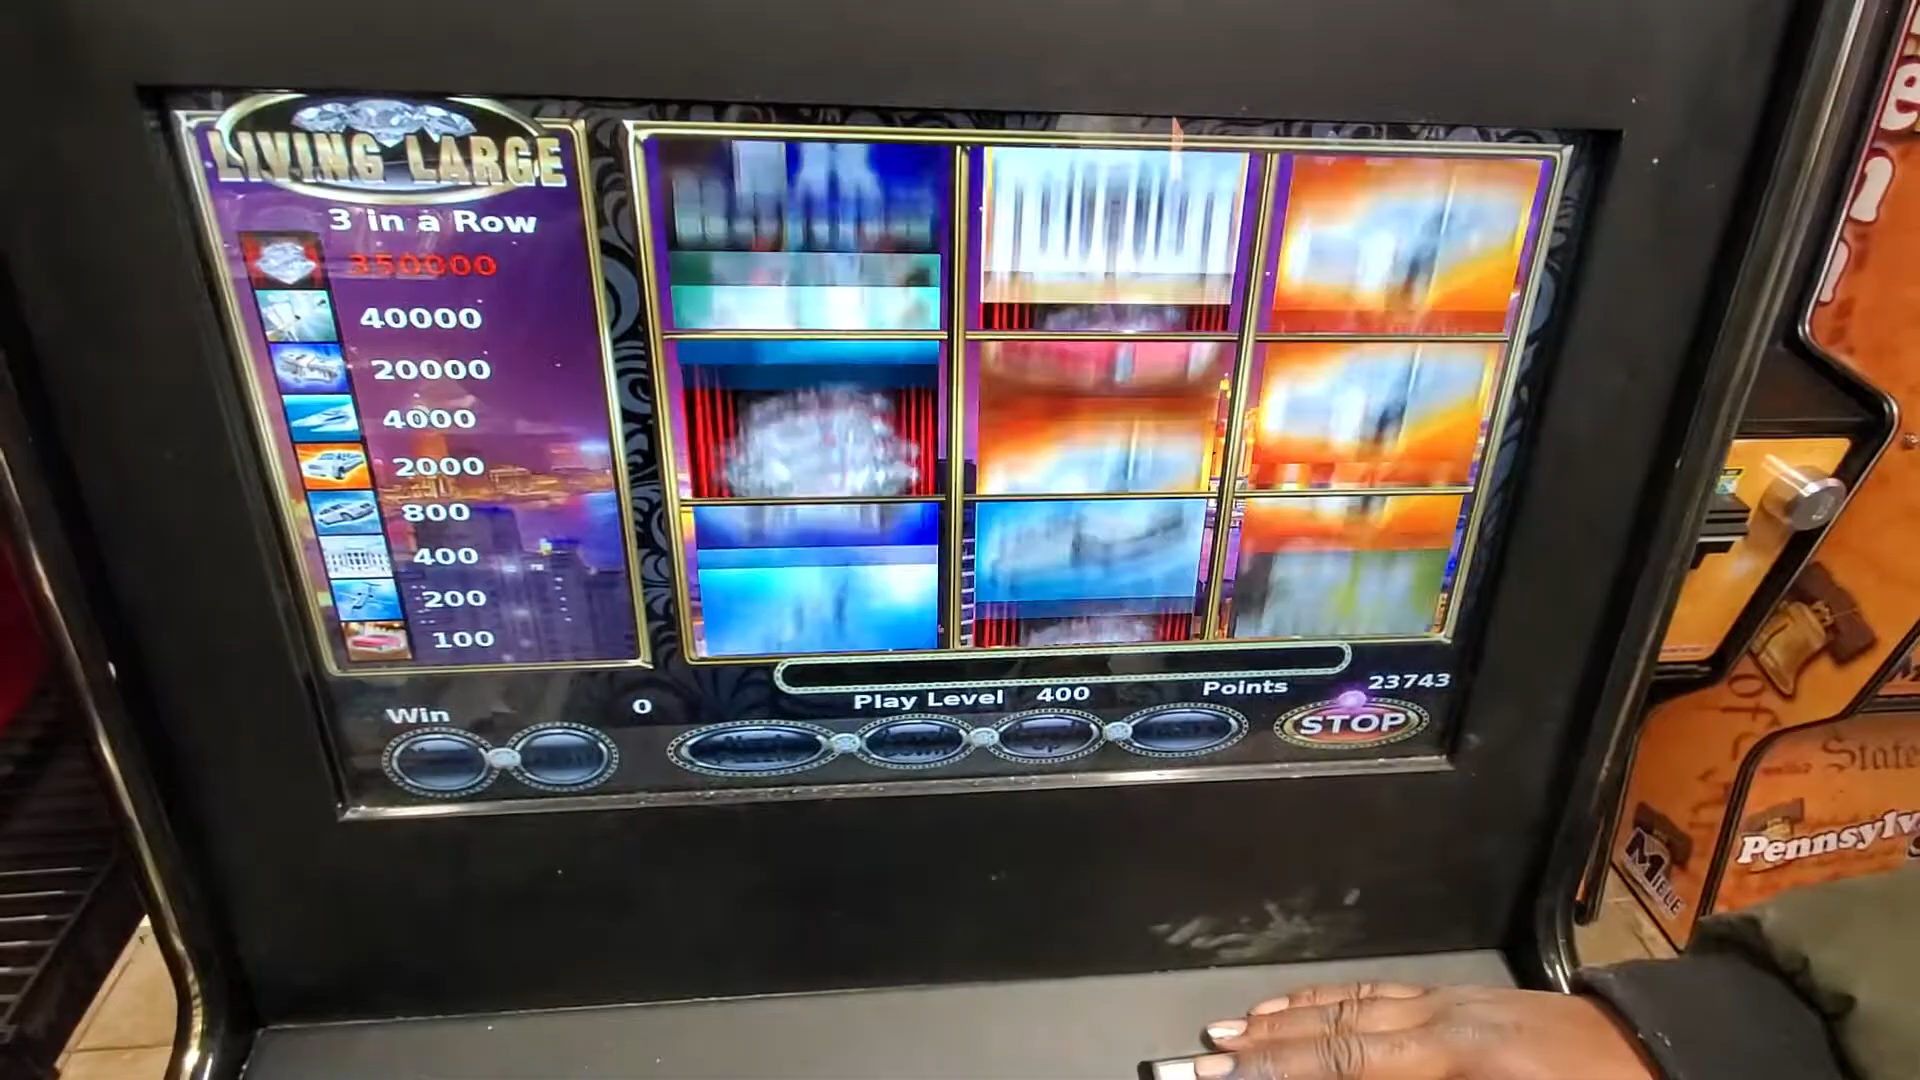 LIVING LARGE
3 in a Row
350000
40000
20000
4000
2000
800
400
200
100
Win 0
Play Level 400
Points 23743
STOP
State
Pennsylv
MIELE